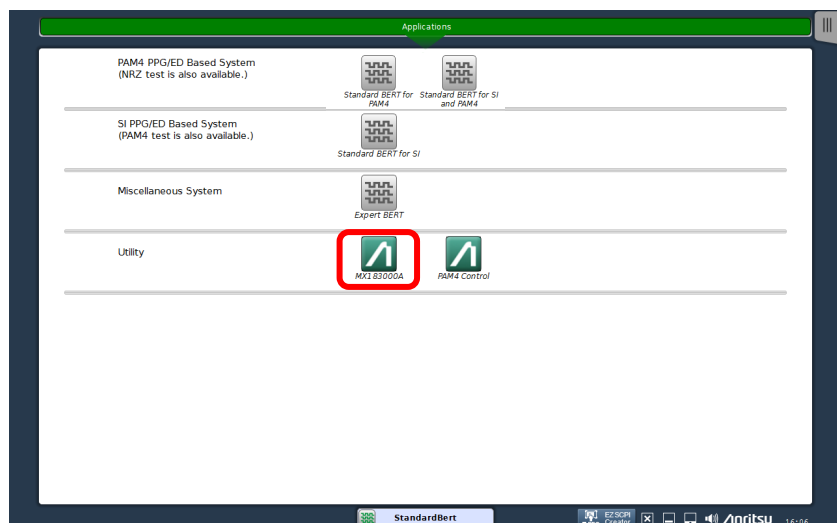 Applications
PAM4 PPG/ED Based System
(NRZ test is also available.)
Standard BERT for
PAM4
Standard BERT for SI
and PAM4
SI PPG/ED Based System
(PAM4 test is also available.)
Standard BERT for SI
Miscellaneous System
Expert BERT
Utility
MX183000A
PAM4 Control
StandardBert
EZSCPI
Creator
Anritsu
16:06